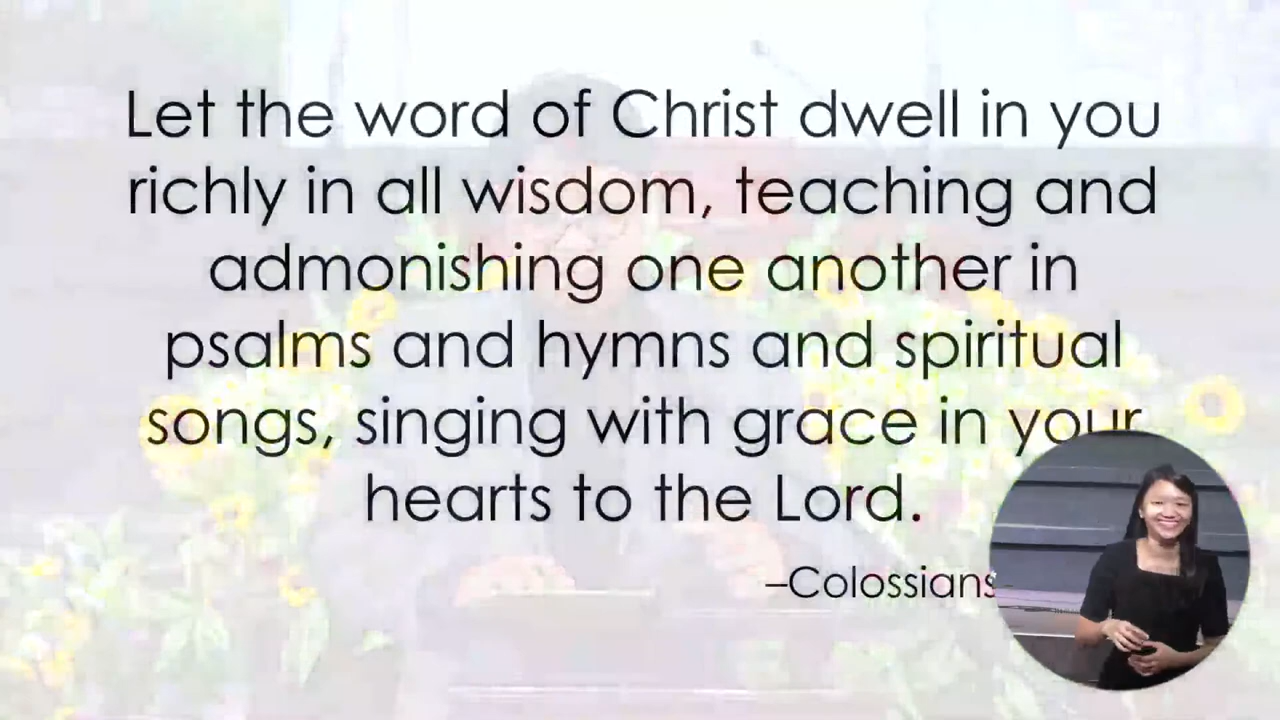 Let the word of Christ dwell in you
richly in all wisdom, teaching and
admonishing one another in
psalms and hymns and spiritual
songs, singing with grace in your
hearts to the Lord.
–Colossians